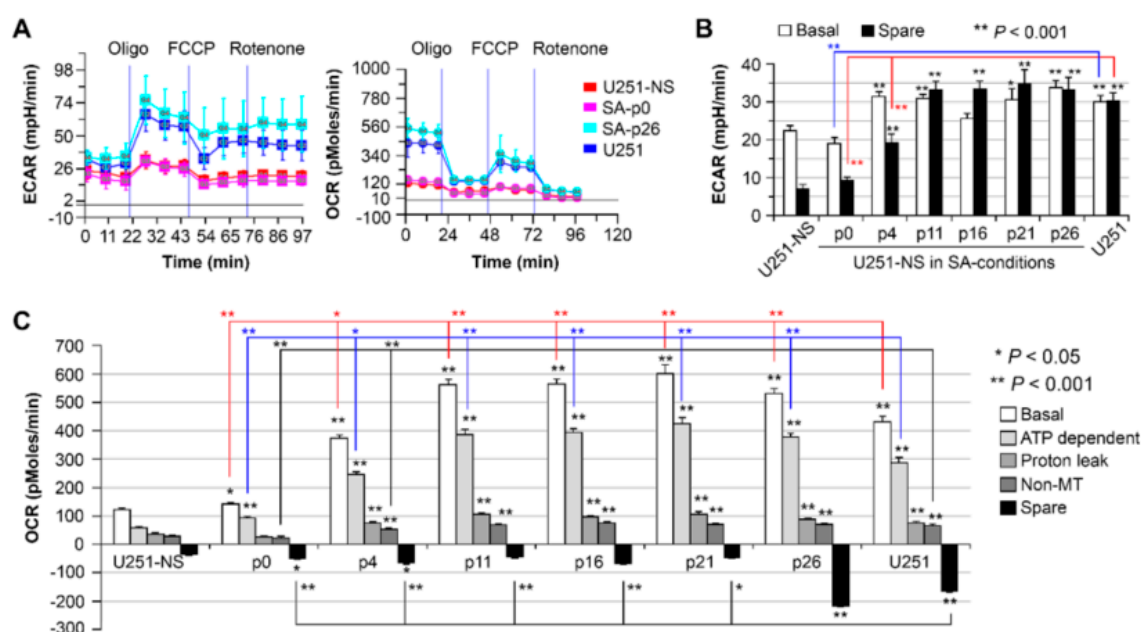 A
Oligo FCCP Rotenone
ECAR (mpH/min)
98
74
50
26
2
-10
0 11 22 32 43 54 65 76 86 97
Time (min)
Oligo FCCP Rotenone
OCR (pMoles/min)
1000
780
560
340
120
10
-100
0 24 48 72 96 120
Time (min)
U251-NS
SA-p0
SA-p26
U251
B
Basal Spare ** P < 0.001
ECAR (mpH/min)
40
30
20
10
0
**
**
** ** ** ** ** * ** ** ** ** **
**
**
U251-NS p0 p4 p11 p16 p21 p26 U251
U251-NS in SA-conditions
C
OCR (pMoles/min)
700
600
500
400
300
200
100
0
-100
-200
-300
** * ** ** ** **
** * ** ** ** **
** **
* ** ** ** ** ** ** **
** ** ** ** ** ** **
** ** ** ** ** **
** ** ** ** ** **
U251-NS p0 p4 p11 p16 p21 p26 U251
* *
** ** ** ** *
** **
* P < 0.05
** P < 0.001
Basal
ATP dependent
Proton leak
Non-MT
Spare